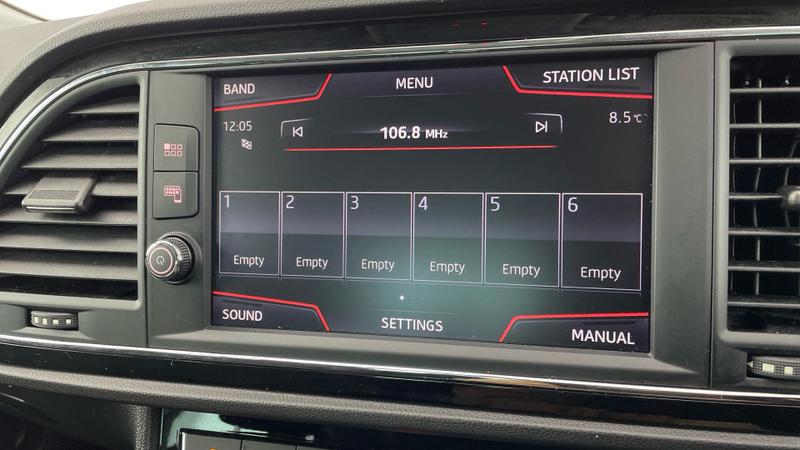 BAND
MENU
STATION LIST
12:05
106.8 MHz
8.5°C
1
2
3
4
5
6
Empty
Empty
Empty
Empty
Empty
Empty
SOUND
SETTINGS
MANUAL